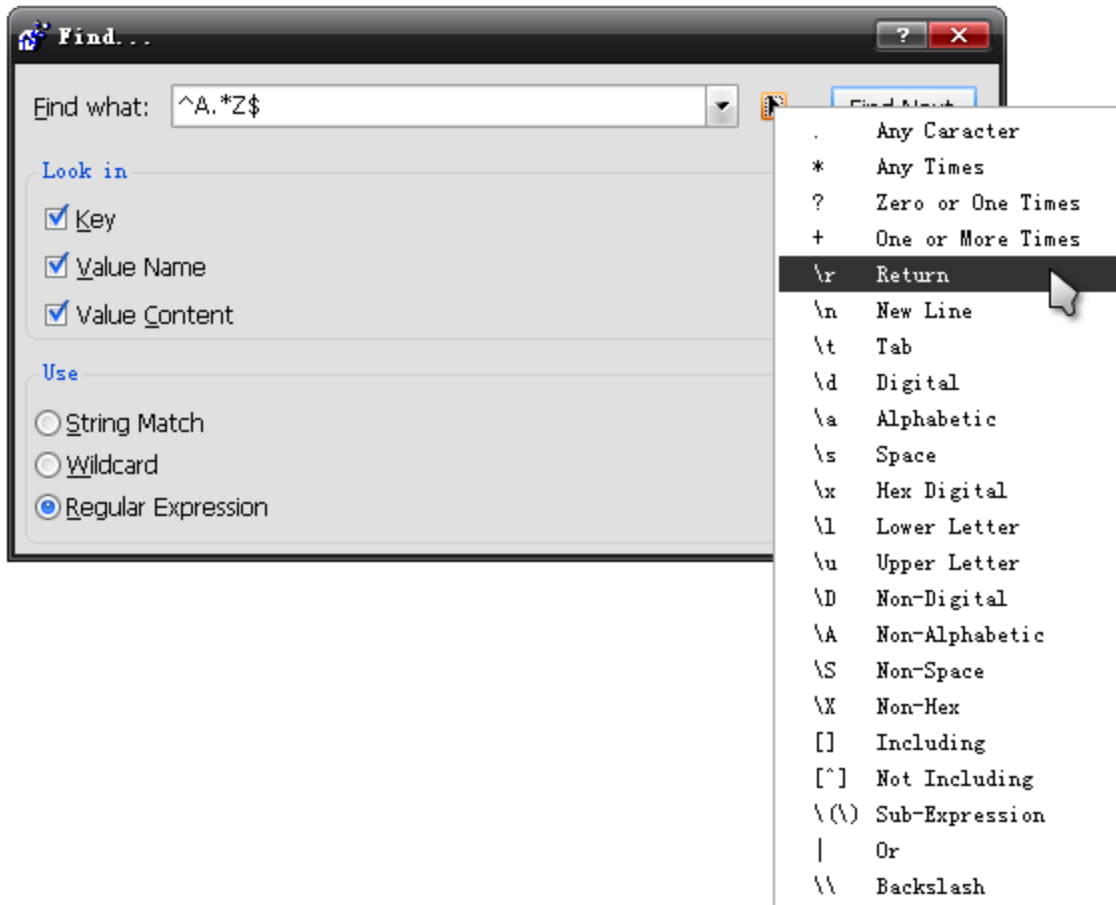 Find...
Find what: ^A.*Z$
Find Next
Look in
Key
Value Name
Value Content
Use
String Match
Wildcard
Regular Expression
. Any Caracter
* Any Times
? Zero or One Times
+ One or More Times
\r Return
\n New Line
\t Tab
\d Digital
\a Alphabetic
\s Space
\x Hex Digital
\l Lower Letter
\u Upper Letter
\D Non-Digital
\A Non-Alphabetic
\S Non-Space
\X Non-Hex
[] Including
[^] Not Including
\(\) Sub-Expression
| Or
\\ Backslash